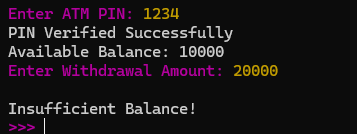 Enter ATM PIN: 1234
PIN Verified Successfully
Available Balance: 10000
Enter Withdrawal Amount: 20000
Insufficient Balance!
>>>